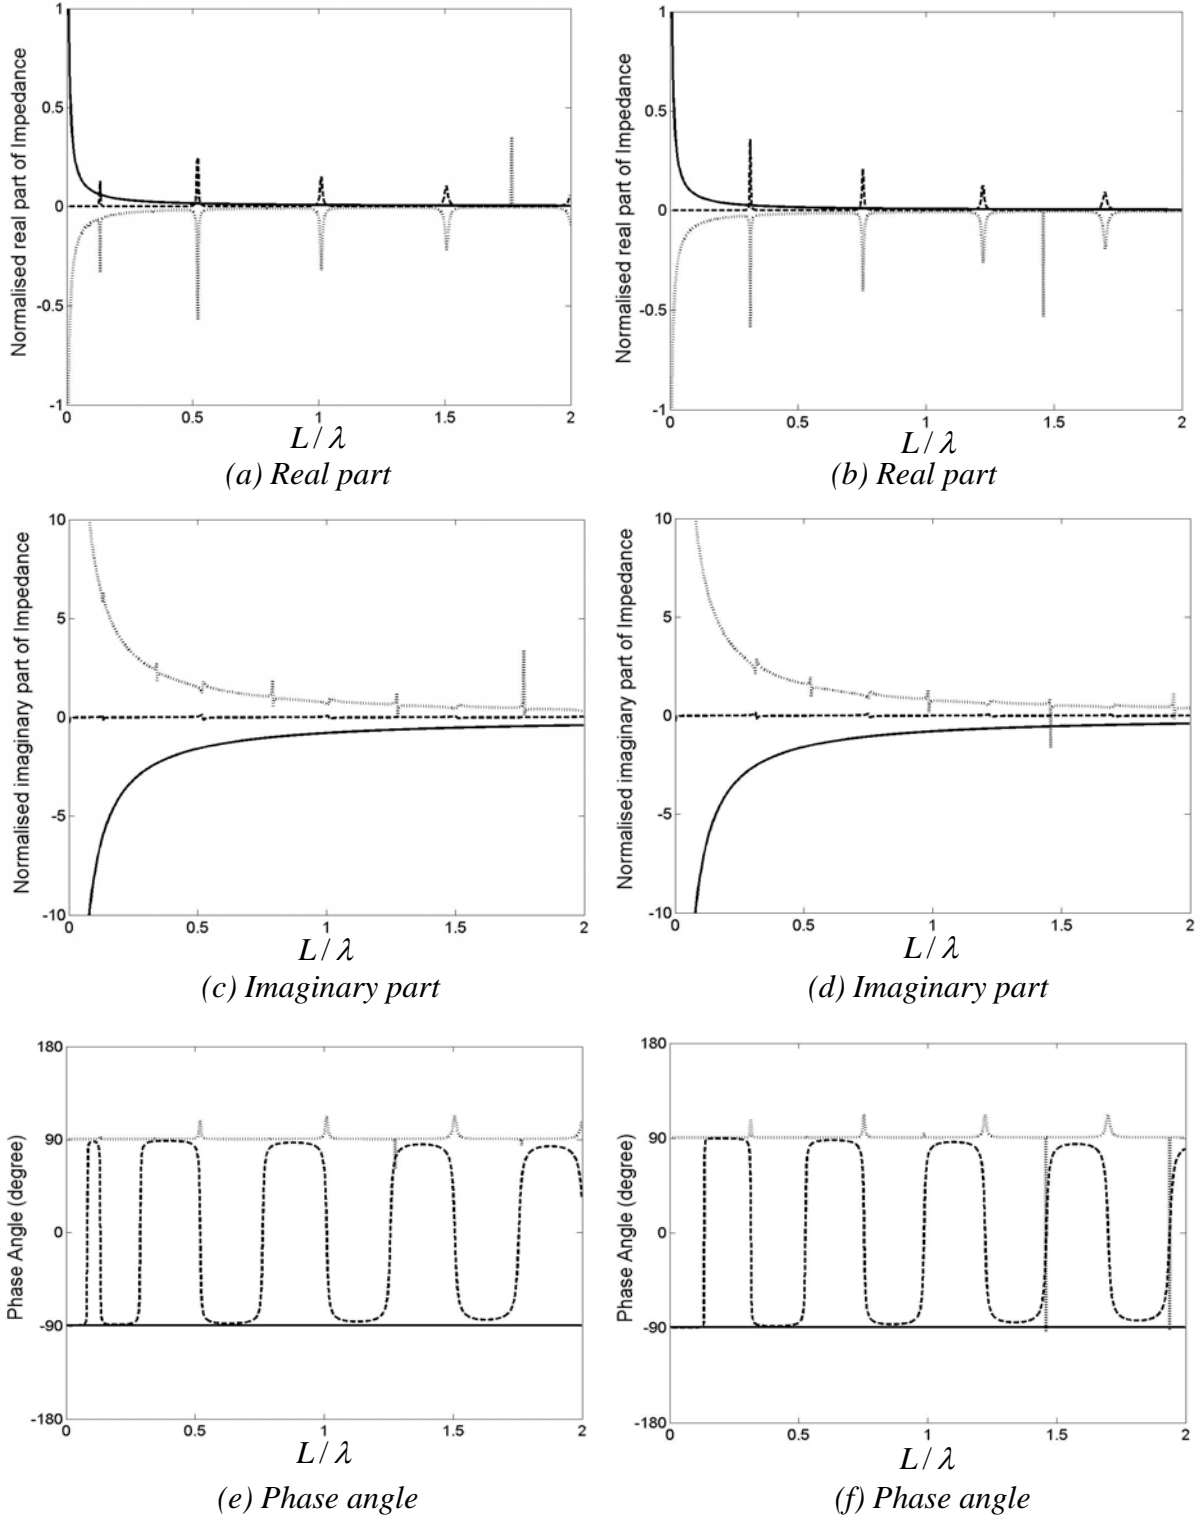 Normalised real part of Impedance
1
0.5
0
-0.5
-1
0 0.5 1 1.5 2
L / λ
(a) Real part
Normalised real part of Impedance
1
0.5
0
-0.5
-1
0 0.5 1 1.5 2
L / λ
(b) Real part
Normalised imaginary part of Impedance
10
5
0
-5
-10
0 0.5 1 1.5 2
L / λ
(c) Imaginary part
Normalised imaginary part of Impedance
10
5
0
-5
-10
0 0.5 1 1.5 2
L / λ
(d) Imaginary part
Phase Angle (degree)
180
90
0
-90
-180
0 0.5 1 1.5 2
L / λ
(e) Phase angle
Phase Angle (degree)
180
90
0
-90
-180
0 0.5 1 1.5 2
L / λ
(f) Phase angle